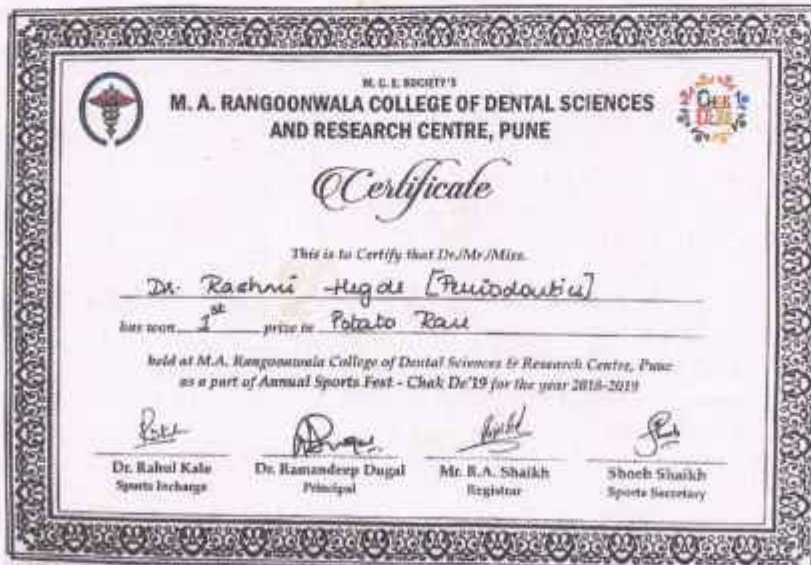 M. C. E. SOCIETY'S
M. A. RANGOONWALA COLLEGE OF DENTAL SCIENCES
AND RESEARCH CENTRE, PUNE
CHAK DE
Certificate
This is to Certify that Dr./Mr./Miss.
Dr. Rashmi Hegde [Periodontics]
has won 1st prize in Potato Race
held at M.A. Rangoonwala College of Dental Sciences & Research Centre, Pune
as a part of Annual Sports Fest - Chak De'19 for the year 2018-2019
Dr. Rahul Kale Dr. Ramandeep Dugal Mr. R.A. Shaikh Shoeb Shaikh
Sports Incharge Principal Registrar Sports Secretary